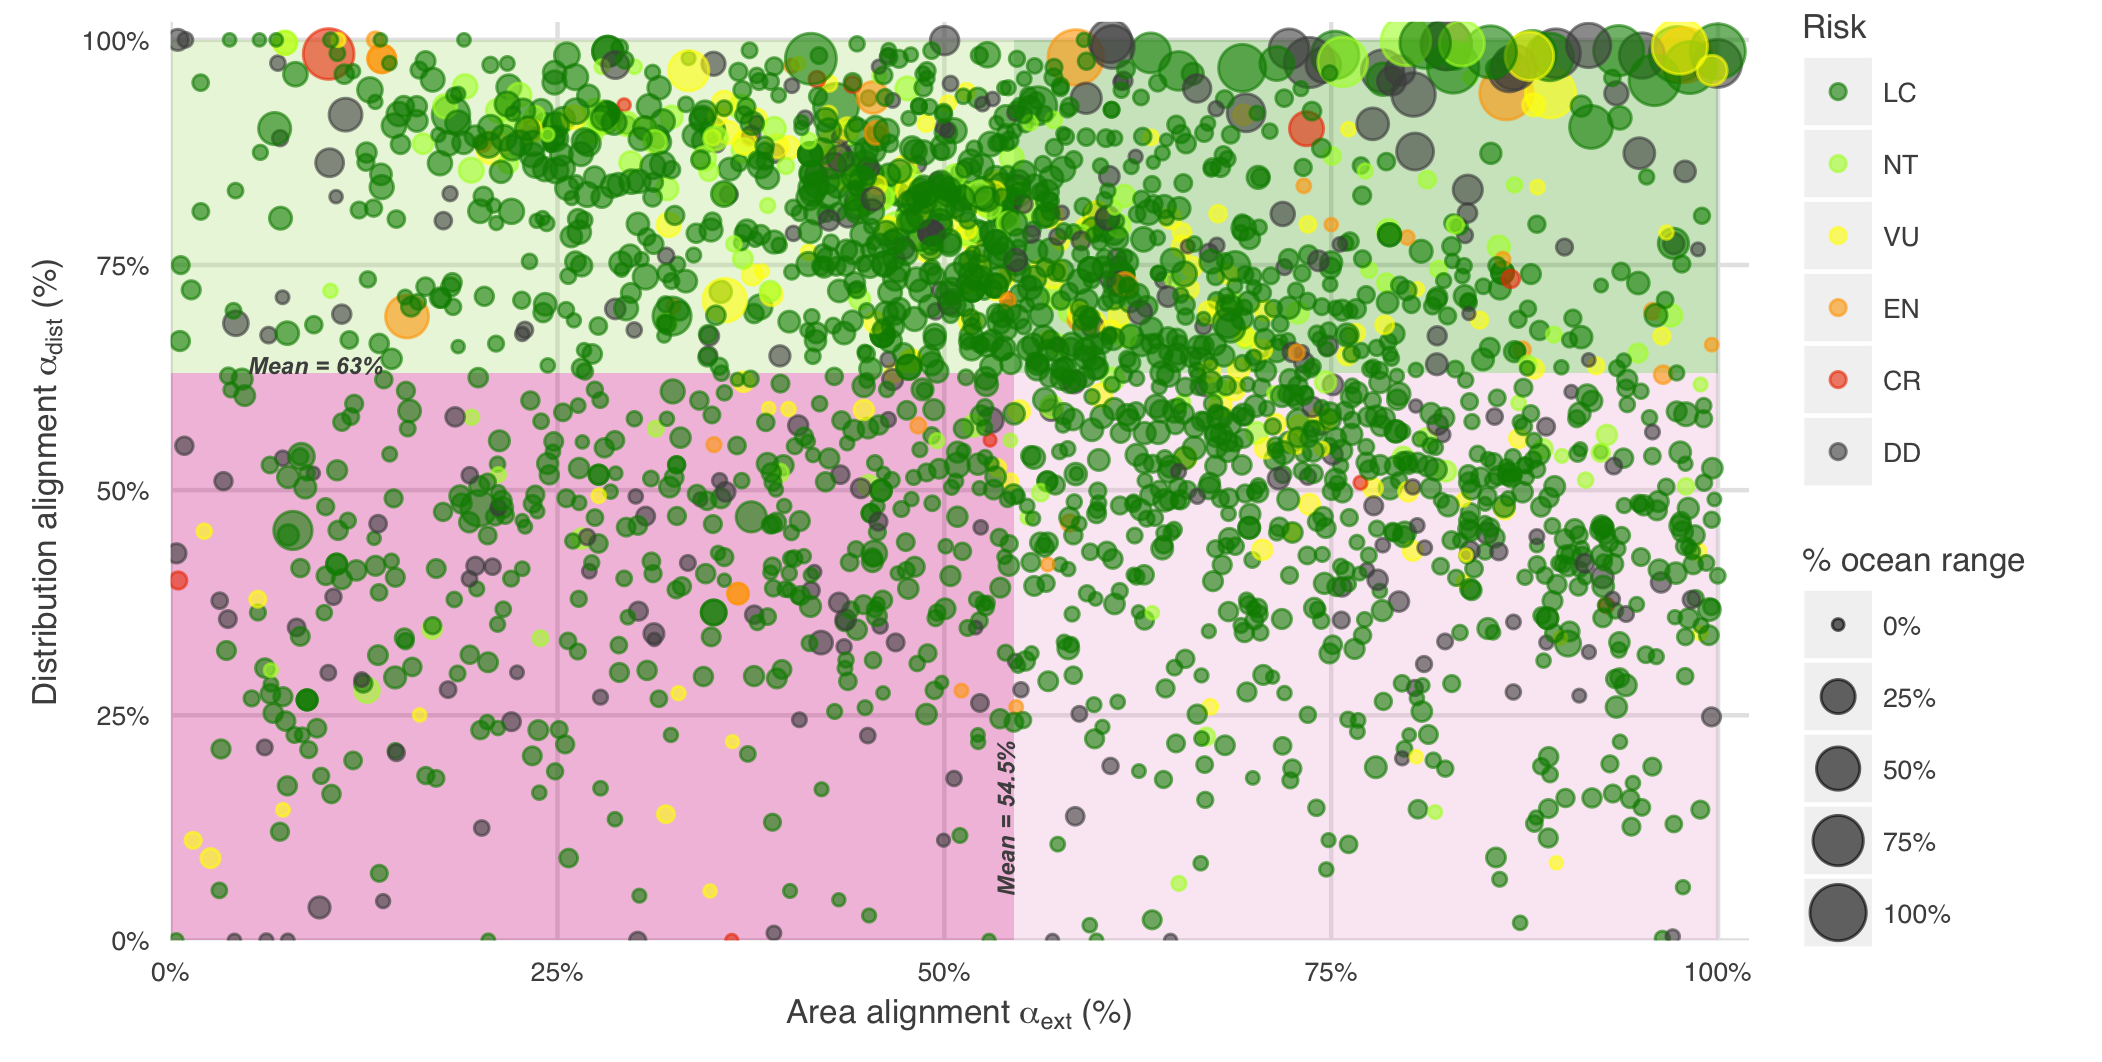 Distribution alignment αdist (%)
100%
75%
50%
25%
0%
Mean = 63%
Mean = 54.5%
0%
25%
50%
75%
100%
Area alignment αext (%)
Risk
LC
NT
VU
EN
CR
DD
% ocean range
0%
25%
50%
75%
100%